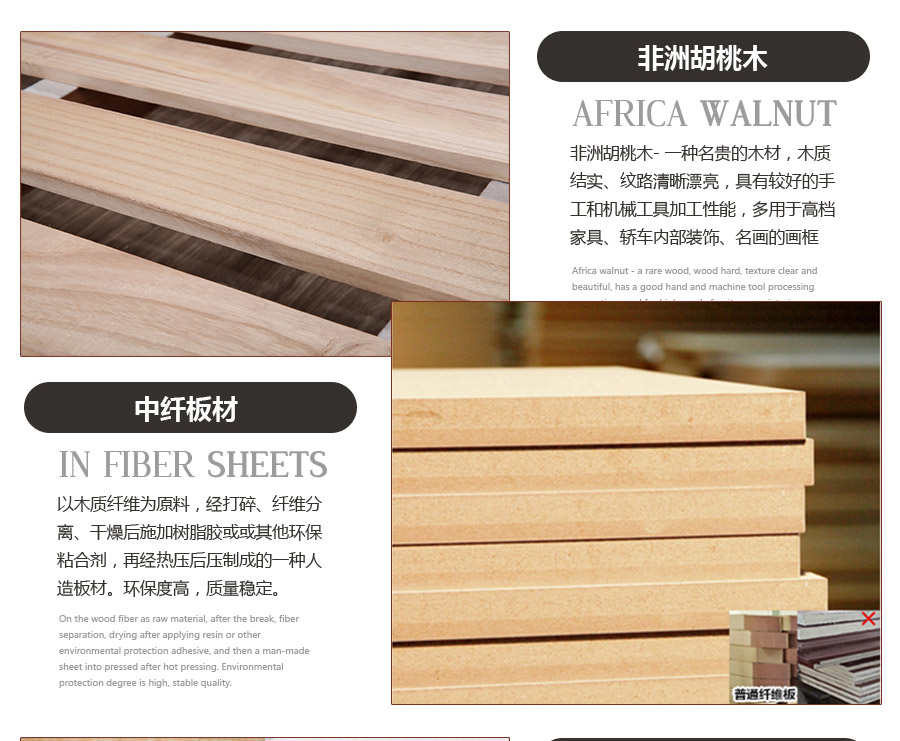 非洲胡桃木
AFRICA WALNUT
非洲胡桃木- 一种名贵的木材，木质
结实、纹路清晰漂亮，具有较好的手
工和机械工具加工性能，多用于高档
家具、轿车内部装饰、名画的画框
Africa walnut - a rare wood, wood hard, texture clear and
beautiful, has a good hand and machine tool processing
中纤板材
IN FIBER SHEETS
以木质纤维为原料，经打碎、纤维分
离、干燥后施加树脂胶或或其他环保
粘合剂，再经热压后压制成的一种人
造板材。环保度高，质量稳定。
On the wood fiber as raw material, after the break, fiber
separation, drying after applying resin or other
environmental protection adhesive, and then a man-made
sheet into pressed after hot pressing. Environmental
protection degree is high, stable quality.
普通纤维板